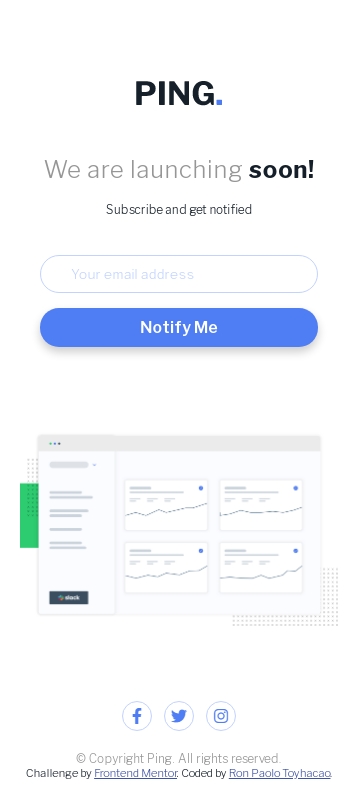 PING.
We are launching soon!
Subscribe and get notified
Your email address
Notify Me
slack
© Copyright Ping. All rights reserved.
Challenge by Frontend Mentor. Coded by Ron Paolo Toyhacao.